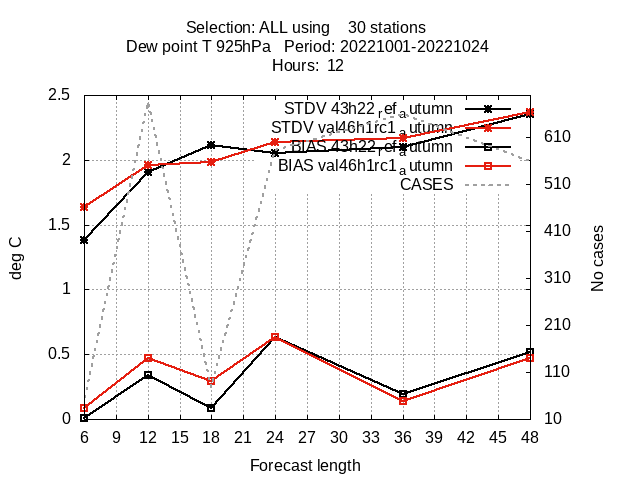 Selection: ALL using    30 stations
Dew point T 925hPa   Period: 20221001-20221024
Hours:  12
STDV 43h22_ref_autumn
STDV val46h1rc1_autumn
BIAS 43h22_ref_autumn
BIAS val46h1rc1_autumn
CASES
2.5
2
1.5
1
0.5
0
deg C
610
510
410
310
210
110
10
No cases
6 9 12 15 18 21 24 27 30 33 36 39 42 45 48
Forecast length